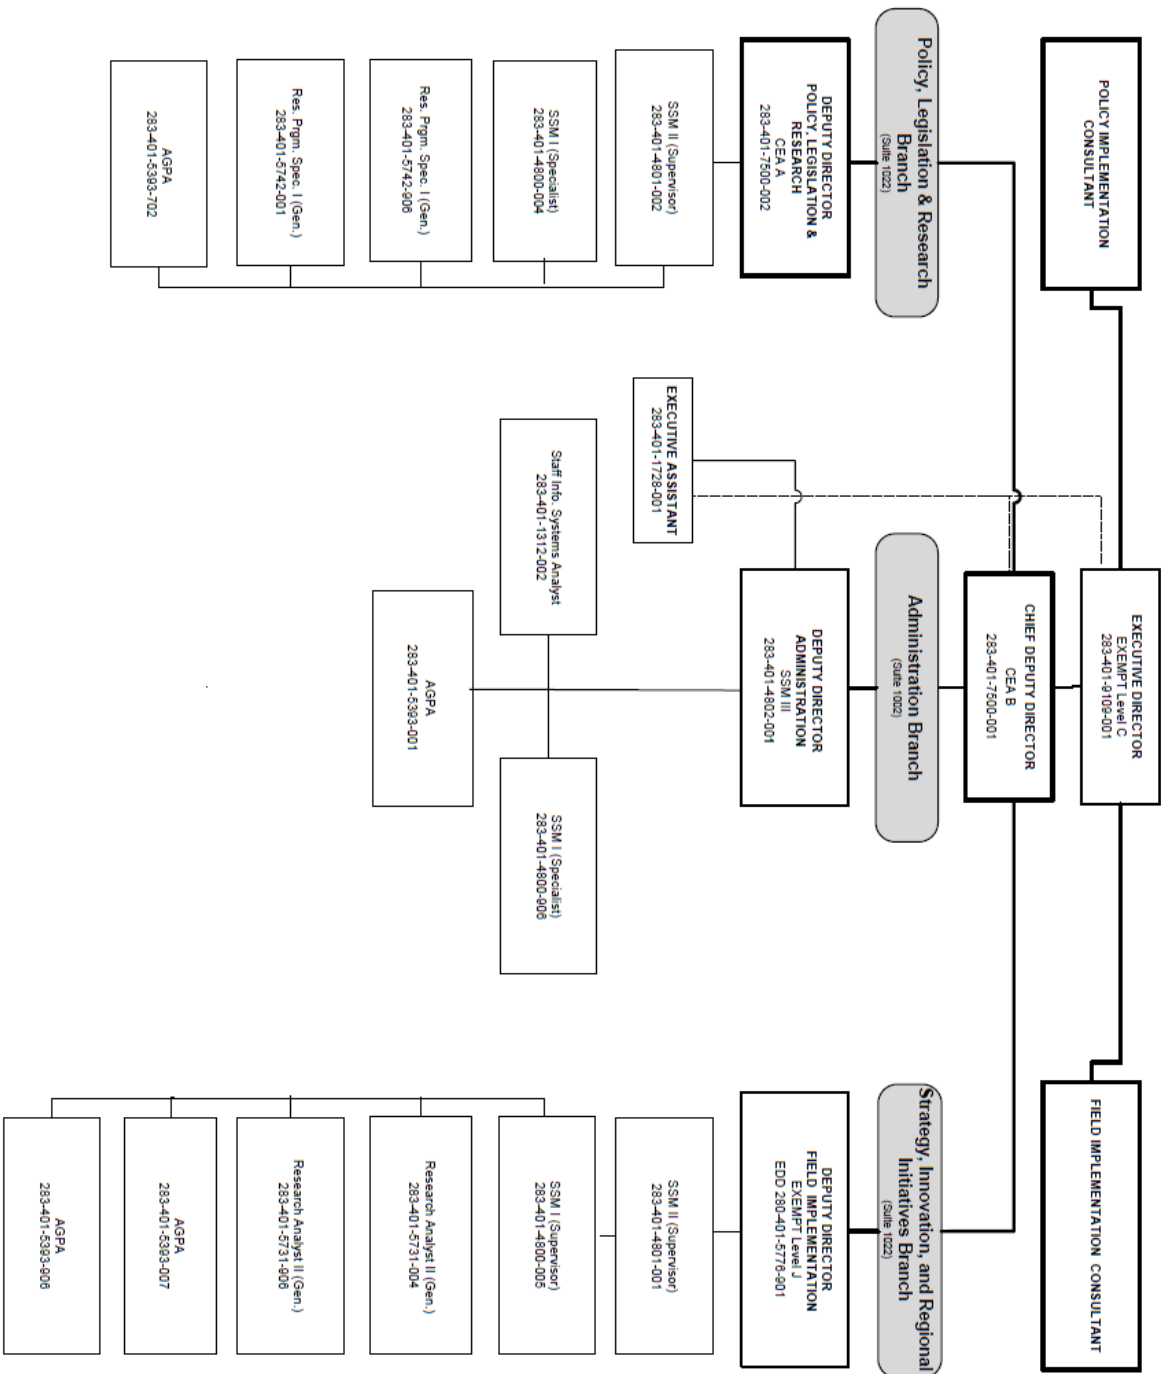 POLICY IMPLEMENTATION
CONSULTANT
EXECUTIVE DIRECTOR
EXEMPT Level C
283-401-9109-001
FIELD IMPLEMENTATION CONSULTANT
CHIEF DEPUTY DIRECTOR
CEA B
283-401-7500-001
Policy, Legislation & Research
Branch
(Suite 1022)
Administration Branch
(Suite 1002)
Strategy, Innovation, and Regional
Initiatives Branch
(Suite 1022)
DEPUTY DIRECTOR
POLICY, LEGISLATION &
RESEARCH
CEA A
283-401-7500-002
DEPUTY DIRECTOR
ADMINISTRATION
SSM III
283-401-4802-001
DEPUTY DIRECTOR
FIELD IMPLEMENTATION
EXEMPT Level J
EDD 280-401-5776-901
SSM II (Supervisor)
283-401-4801-002
EXECUTIVE ASSISTANT
283-401-1728-001
SSM II (Supervisor)
283-401-4801-001
SSM I (Specialist)
283-401-4800-004
Staff Info. Systems Analyst
283-401-1312-002
SSM I (Specialist)
283-401-4800-906
SSM I (Supervisor)
283-401-4800-005
Res. Prgm. Spec. I (Gen.)
283-401-5742-906
AGPA
283-401-5393-001
Research Analyst II (Gen.)
283-401-5731-004
Res. Prgm. Spec. I (Gen.)
283-401-5742-001
Research Analyst II (Gen.)
283-401-5731-906
AGPA
283-401-5393-702
AGPA
283-401-5393-007
AGPA
283-401-5393-906